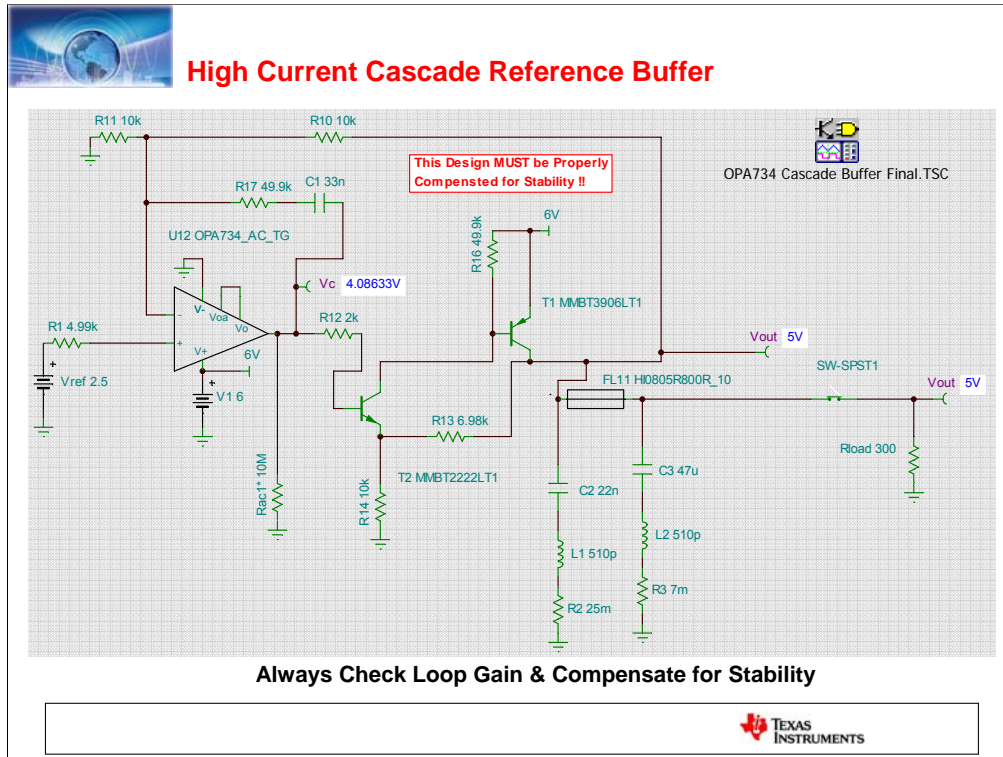 High Current Cascade Reference Buffer
R11 10k
R10 10k
This Design MUST be Properly
Compensted for Stability !!
OPA734 Cascade Buffer Final.TSC
R17 49.9k
C1 33n
U12 OPA734_AC_TG
6V
R16 49.9k
Vc 4.08633V
T1 MMBT3906LT1
V-
Voa
Vo
-
+
V+
R1 4.99k
R12 2k
6V
Vout 5V
SW-SPST1
+
Vref 2.5
+
V1 6
FL11 HI0805R800R_10
Vout 5V
R13 6.98k
Rload 300
T2 MMBT2222LT1
C3 47u
C2 22n
Rac1* 10M
R14 10k
L2 510p
L1 510p
R3 7m
R2 25m
Always Check Loop Gain & Compensate for Stability
TEXAS
INSTRUMENTS